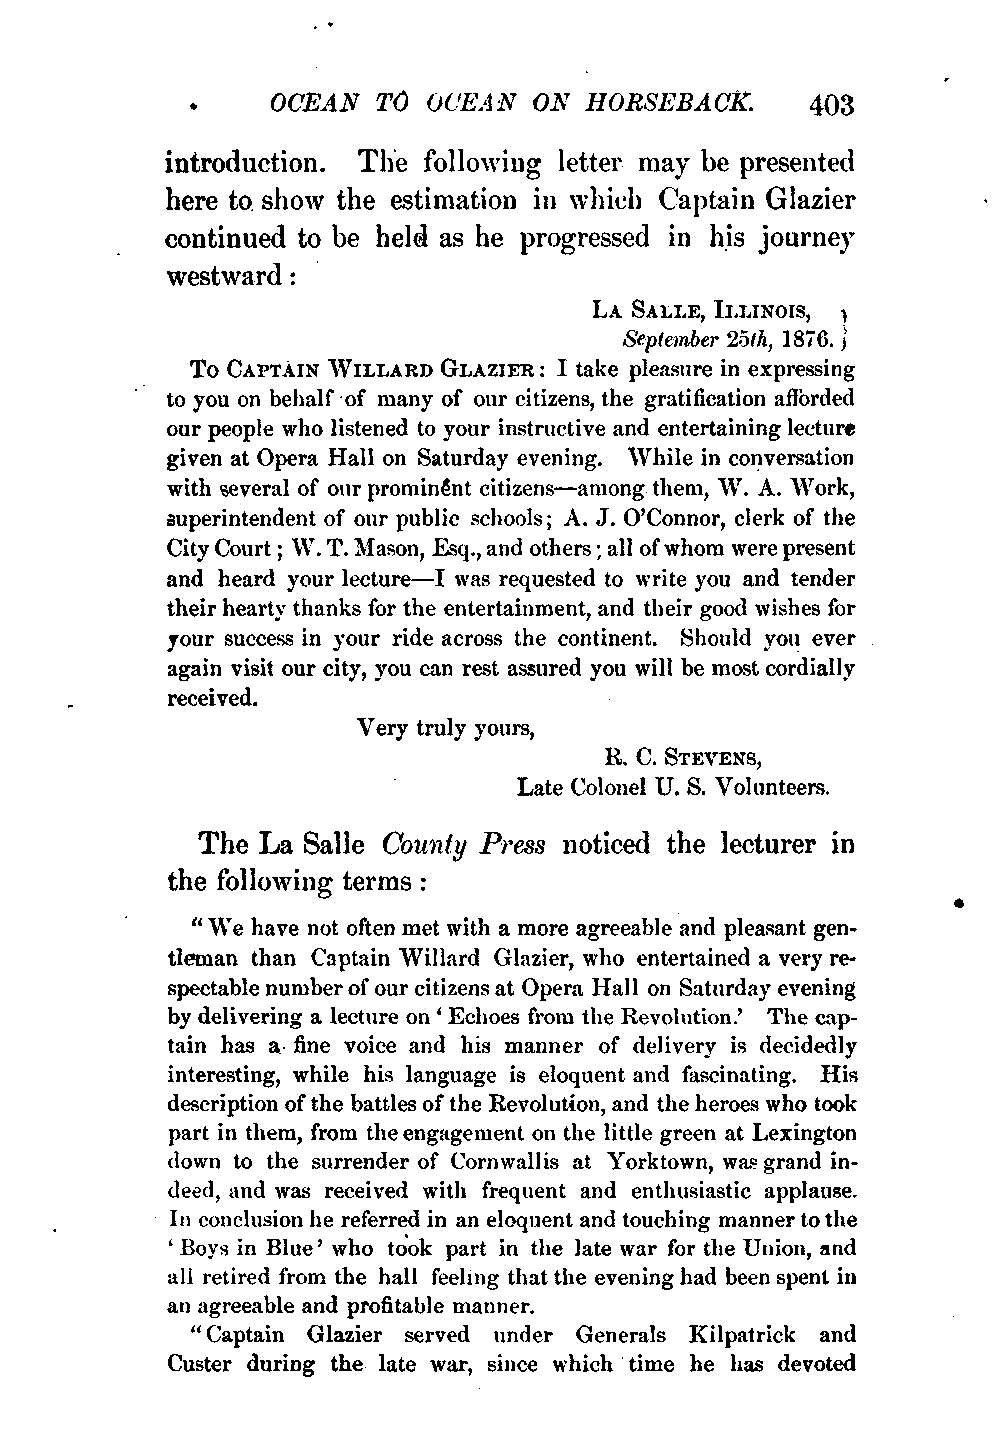 OCEAN TO OCEAN ON HORSEBACK. 403
introduction. The following letter may be presented
here to show the estimation in which Captain Glazier
continued to be held as he progressed in his journey
westward :
LA SALLE, ILLINOIS, }
September 25th, 1876. }
TO CAPTAIN WILLARD GLAZIER : I take pleasure in expressing
to you on behalf of many of our citizens, the gratification afforded
our people who listened to your instructive and entertaining lecture
given at Opera Hall on Saturday evening. While in conversation
with several of our prominent citizens—among them, W. A. Work,
superintendent of our public schools; A. J. O'Connor, clerk of the
City Court ; W. T. Mason, Esq., and others ; all of whom were present
and heard your lecture—I was requested to write you and tender
their hearty thanks for the entertainment, and their good wishes for
your success in your ride across the continent. Should you ever
again visit our city, you can rest assured you will be most cordially
received.
Very truly yours,
R. C. STEVENS,
Late Colonel U. S. Volunteers.
The La Salle County Press noticed the lecturer in
the following terms :
“ We have not often met with a more agreeable and pleasant gen-
tleman than Captain Willard Glazier, who entertained a very re-
spectable number of our citizens at Opera Hall on Saturday evening
by delivering a lecture on ‘ Echoes from the Revolution.’ The cap-
tain has a fine voice and his manner of delivery is decidedly
interesting, while his language is eloquent and fascinating. His
description of the battles of the Revolution, and the heroes who took
part in them, from the engagement on the little green at Lexington
down to the surrender of Cornwallis at Yorktown, was grand in-
deed, and was received with frequent and enthusiastic applause.
In conclusion he referred in an eloquent and touching manner to the
‘ Boys in Blue ’ who took part in the late war for the Union, and
all retired from the hall feeling that the evening had been spent in
an agreeable and profitable manner.
“ Captain Glazier served under Generals Kilpatrick and
Custer during the late war, since which time he has devoted